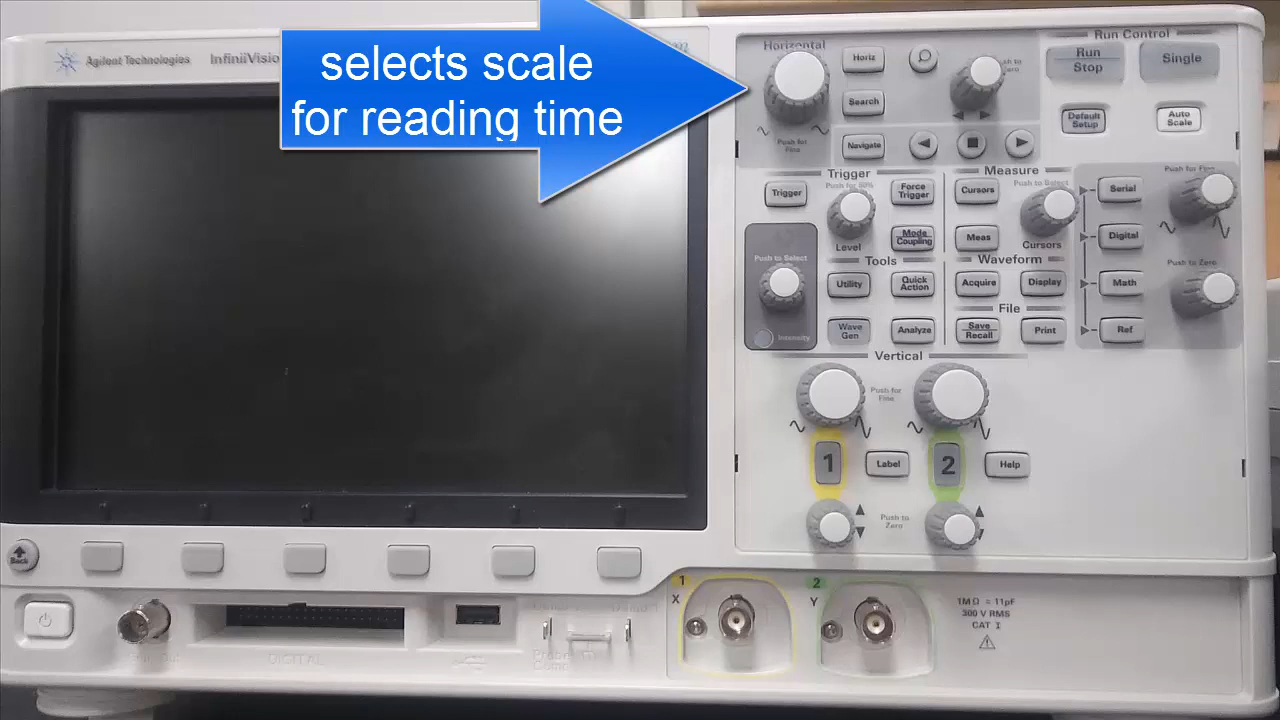 selects scale
for reading time
Agilent Technologies
InfiniiVisio
Horizontal
Push for
Fine
Horiz
Search
Navigate
Run Control
Run
Stop
Single
Default
Setup
Auto
Scale
Trigger
Trigger
Push for 50%
Level
Force
Trigger
Mode
Coupling
Measure
Cursors
Push to Select
Meas
Cursors
Serial
Digital
Math
Ref
Push for Fine
Push to Zero
Push to Select
Intensity
Tools
Utility
Quick
Action
Wave
Gen
Analyze
Waveform
Acquire
Display
File
Save
Recall
Print
Vertical
Push for
Fine
1
Label
2
Help
Push to
Zero
Back
DIGITAL
1
X
2
Y
1MΩ = 11pF
300 V RMS
CAT I